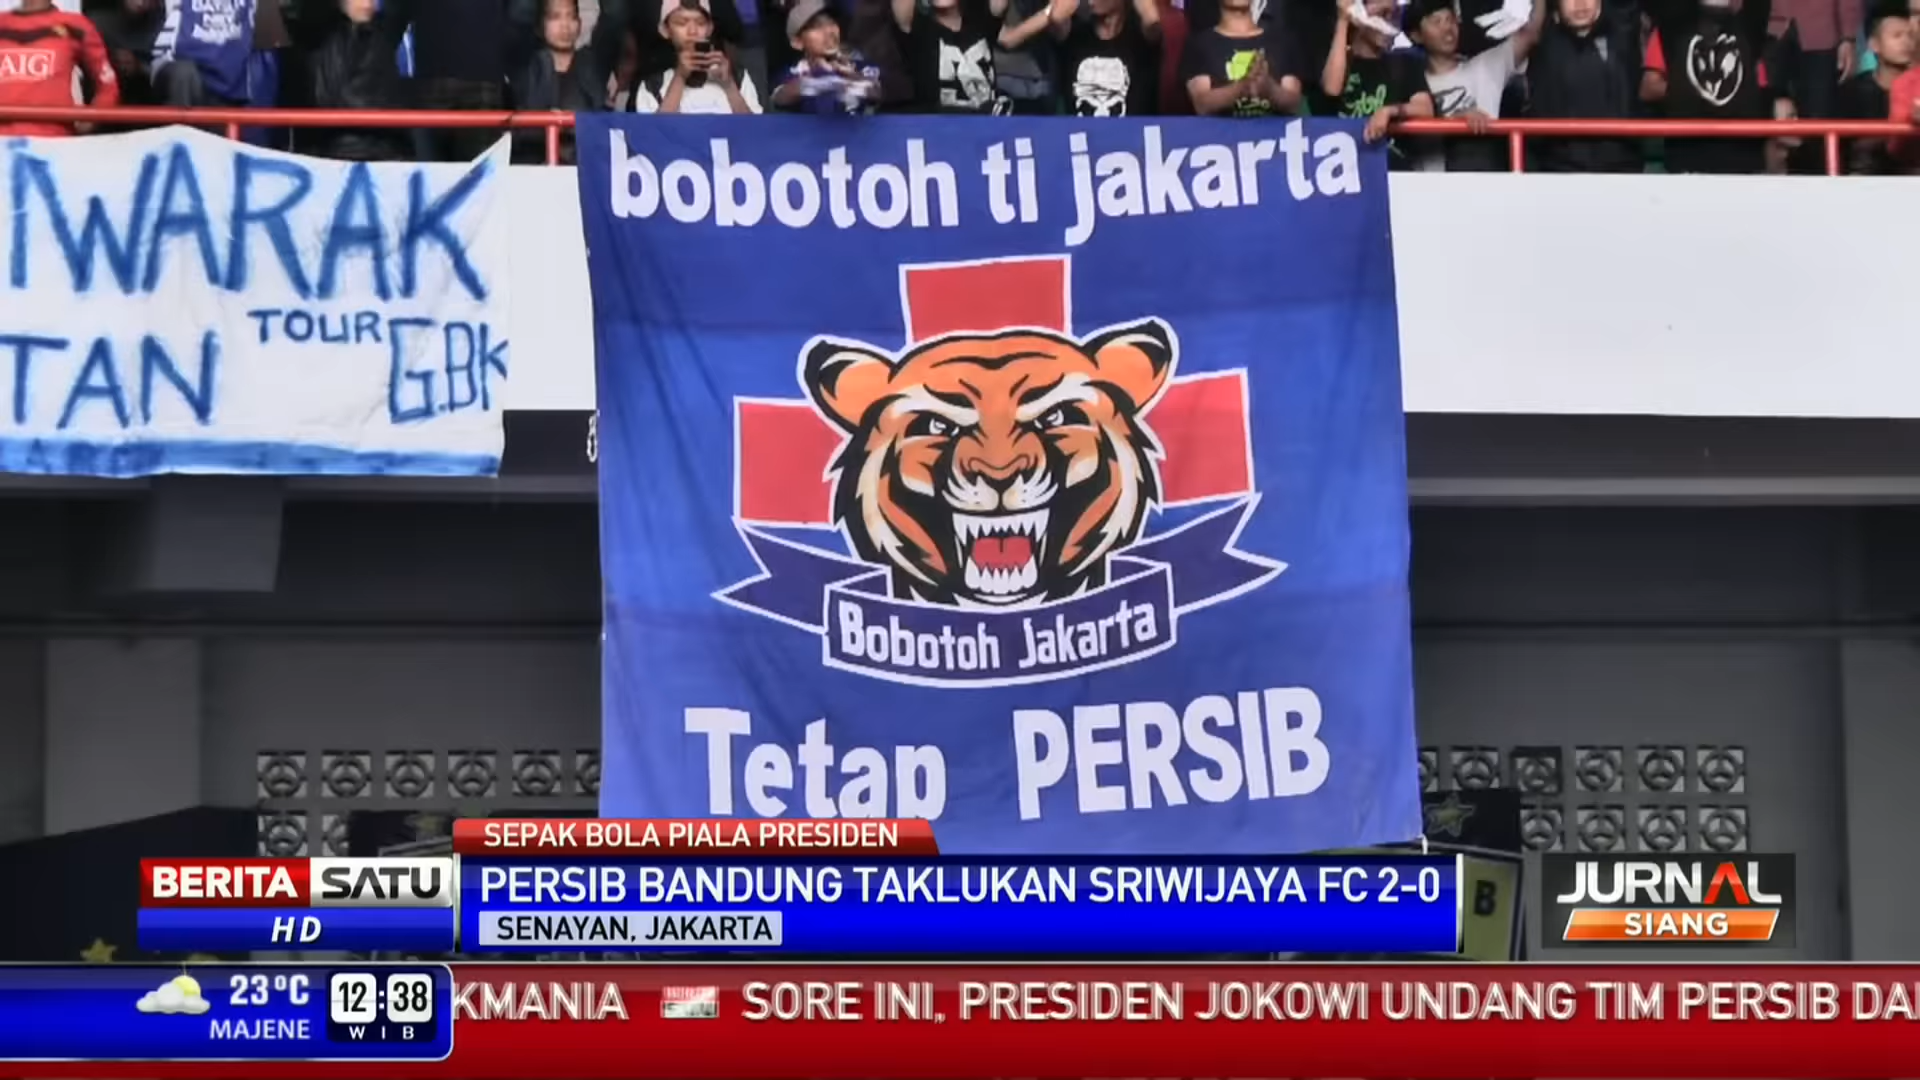 AIG
bobotoh ti jakarta
IWARAK
TOUR G.BK
TAN
Bobotoh Jakarta
Tetap PERSIB
SEPAK BOLA PIALA PRESIDEN
BERITA SATU
HD
PERSIB BANDUNG TAKLUKAN SRIWIJAYA FC 2-0
SENAYAN, JAKARTA
B
JURNAL
SIANG
23°C
MAJENE
12:38
WIB
KMANIA
SORE INI, PRESIDEN JOKOWI UNDANG TIM PERSIB DA